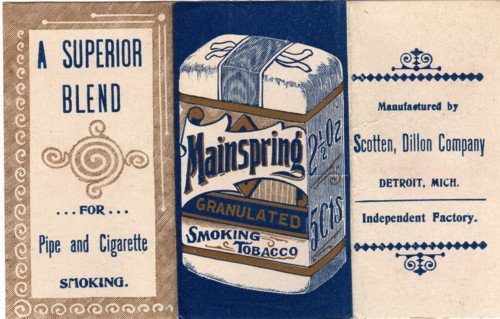 A SUPERIOR
BLEND
...FOR...
Pipe and Cigarette
SMOKING.
Mainspring
GRANULATED
SMOKING
TOBACCO
2½ Oz
5 Cts
Manufactured by
Scotten, Dillon Company
DETROIT, MICH.
Independent Factory.